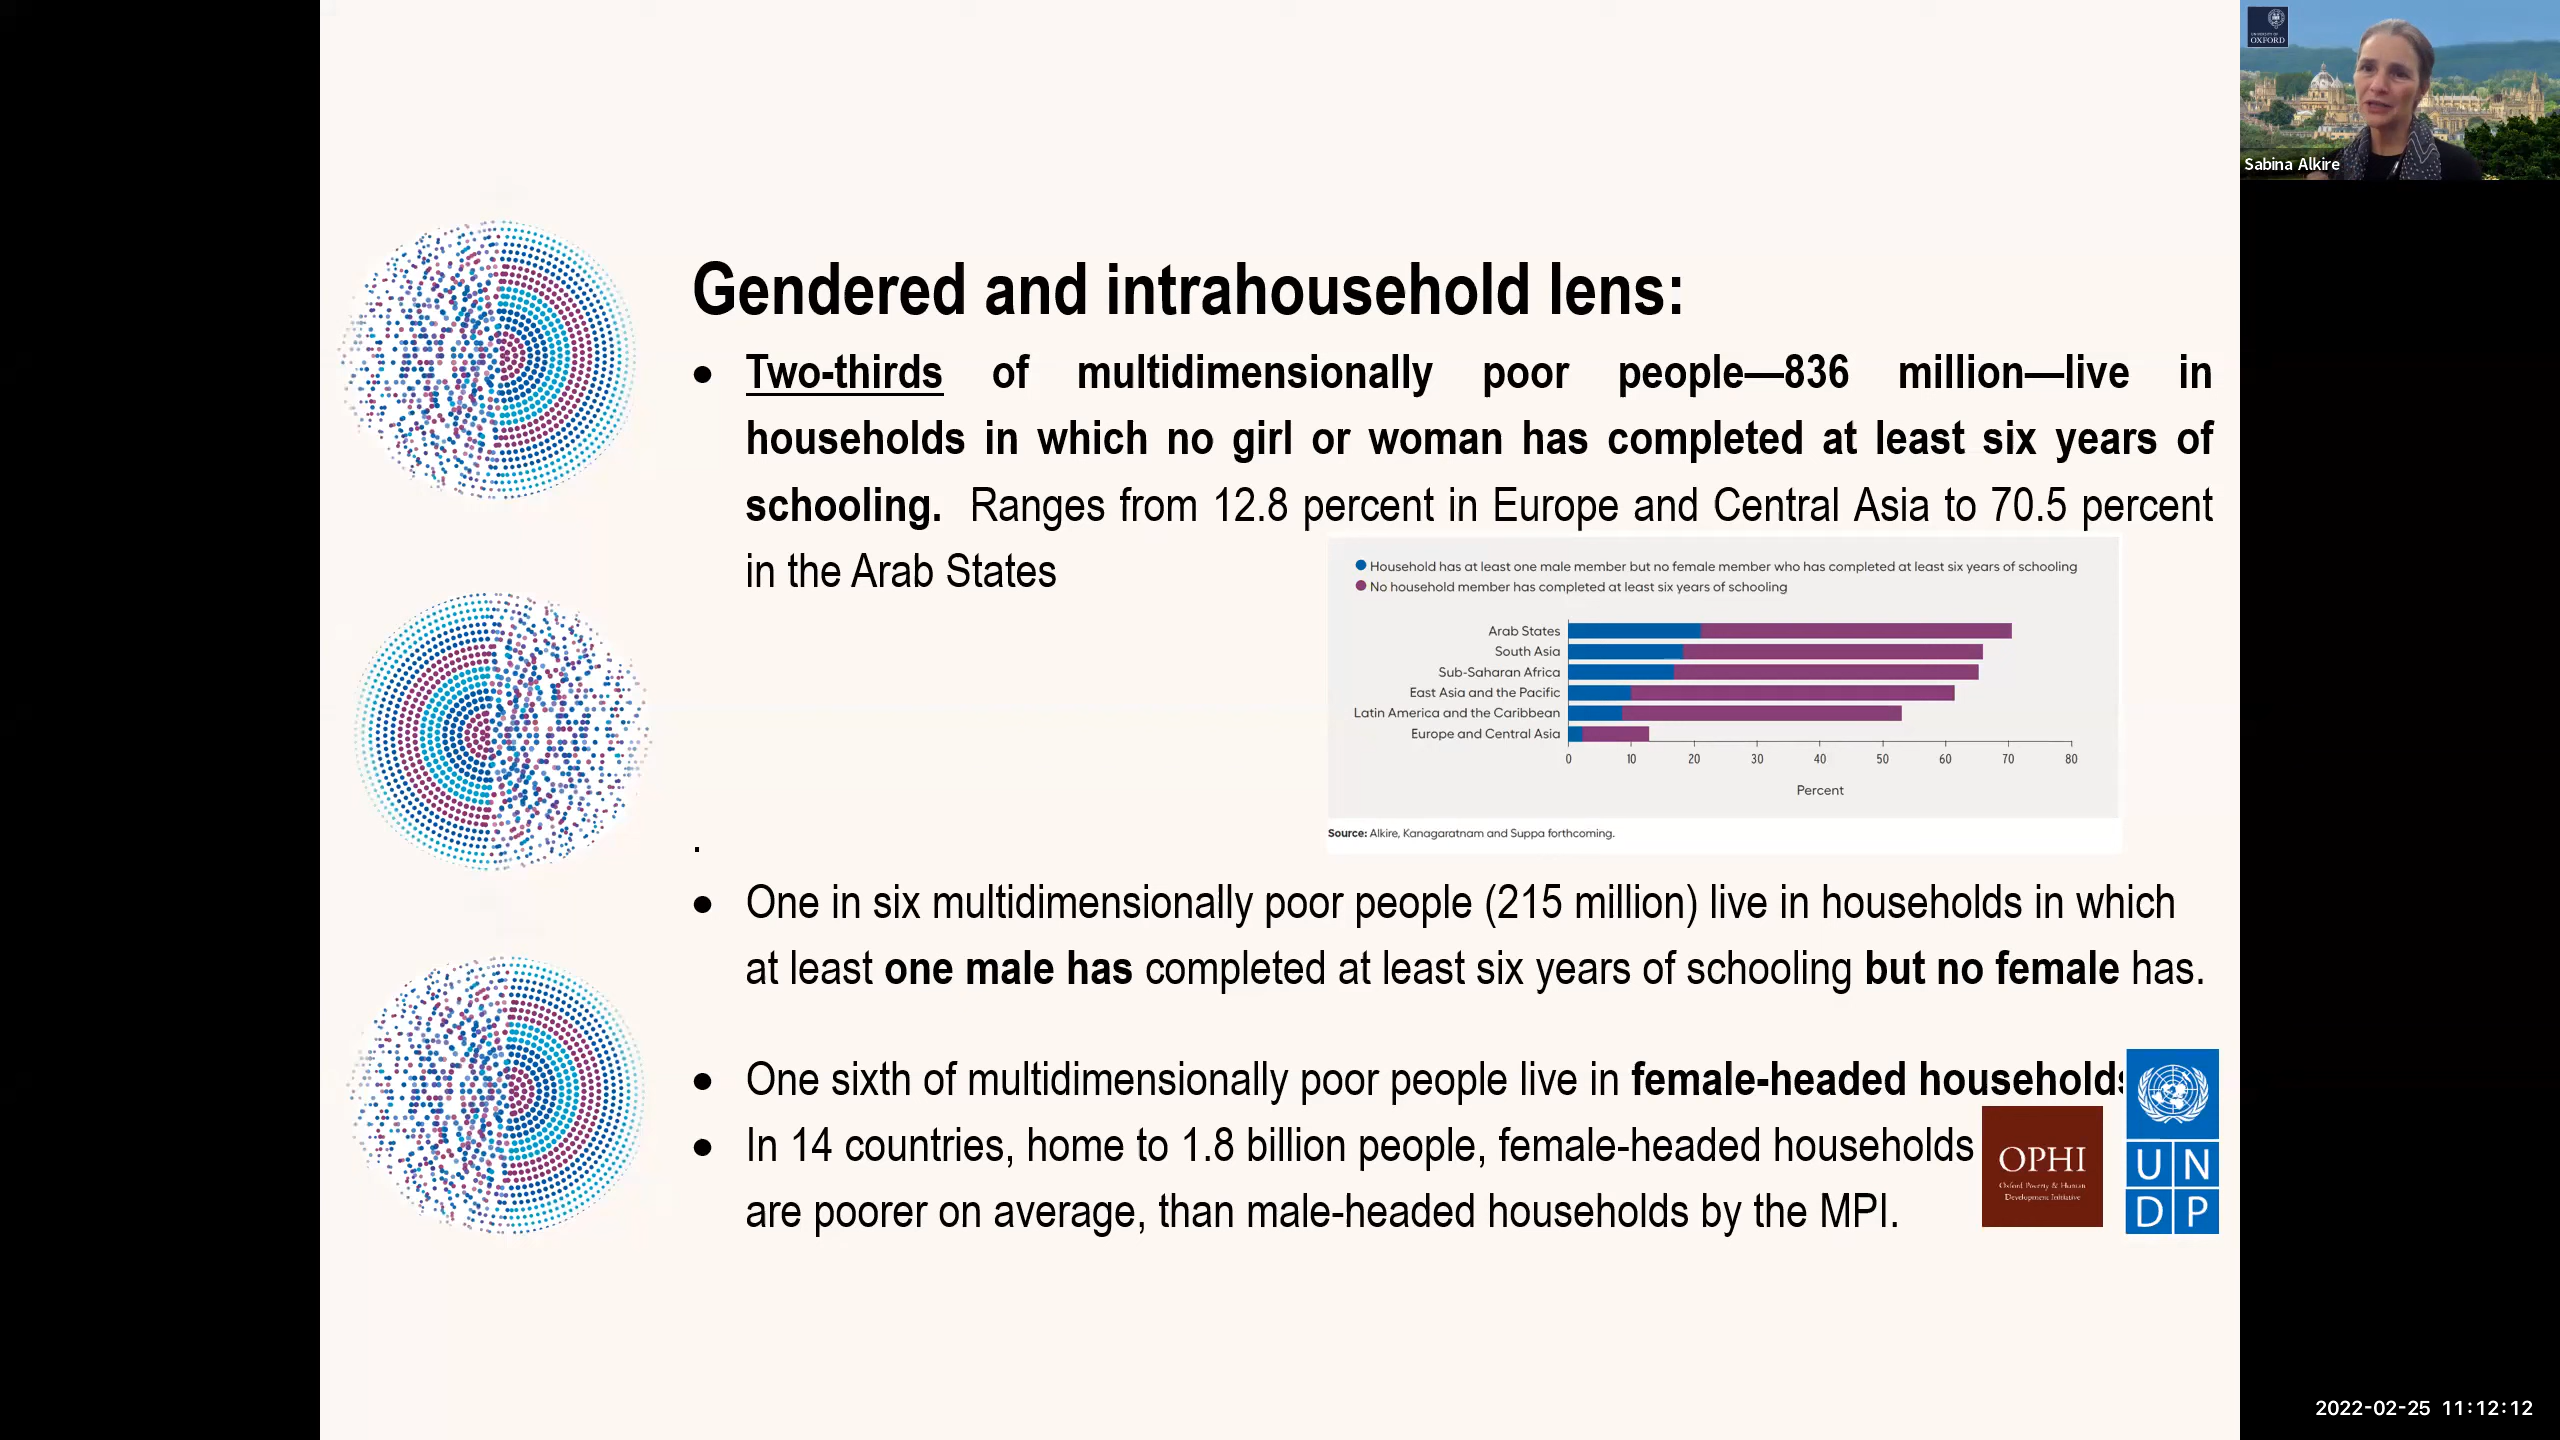 UNIVERSITY OF
OXFORD
Sabina Alkire
Gendered and intrahousehold lens:
● Two-thirds of multidimensionally poor people—836 million—live in
households in which no girl or woman has completed at least six years of
schooling. Ranges from 12.8 percent in Europe and Central Asia to 70.5 percent
in the Arab States
Household has at least one male member but no female member who has completed at least six years of schooling
No household member has completed at least six years of schooling
Arab States
South Asia
Sub-Saharan Africa
East Asia and the Pacific
Latin America and the Caribbean
Europe and Central Asia
0 10 20 30 40 50 60 70 80
Percent
Source: Alkire, Kanagaratnam and Suppa forthcoming.
.
● One in six multidimensionally poor people (215 million) live in households in which
at least one male has completed at least six years of schooling but no female has.
● One sixth of multidimensionally poor people live in female-headed households
● In 14 countries, home to 1.8 billion people, female-headed households
are poorer on average, than male-headed households by the MPI.
OPHI
Oxford Poverty & Human
Development Initiative
U N
D P
2022-02-25 11:12:12